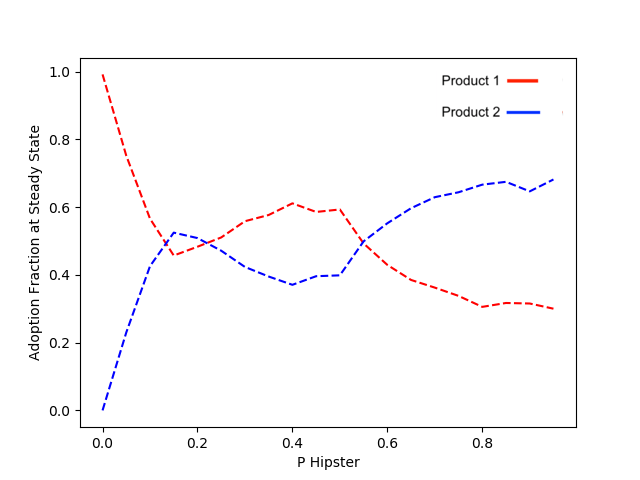 Product 1
Product 2
1.0
0.8
0.6
0.4
0.2
0.0
Adoption Fraction at Steady State
0.0 0.2 0.4 0.6 0.8
P Hipster